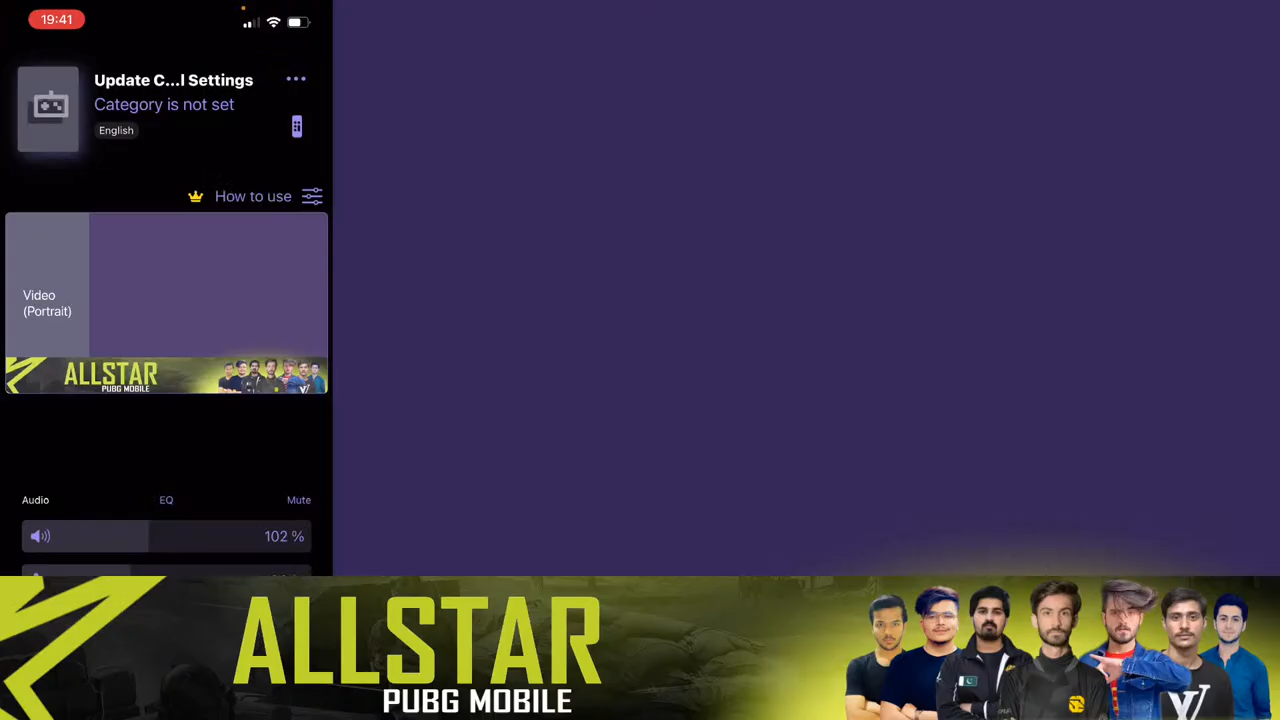 19:41
Update C...l Settings
Category is not set
English
How to use
Video
(Portrait)
ALLSTAR
PUBG MOBILE
Audio EQ Mute
102 %
ALLSTAR
PUBG MOBILE